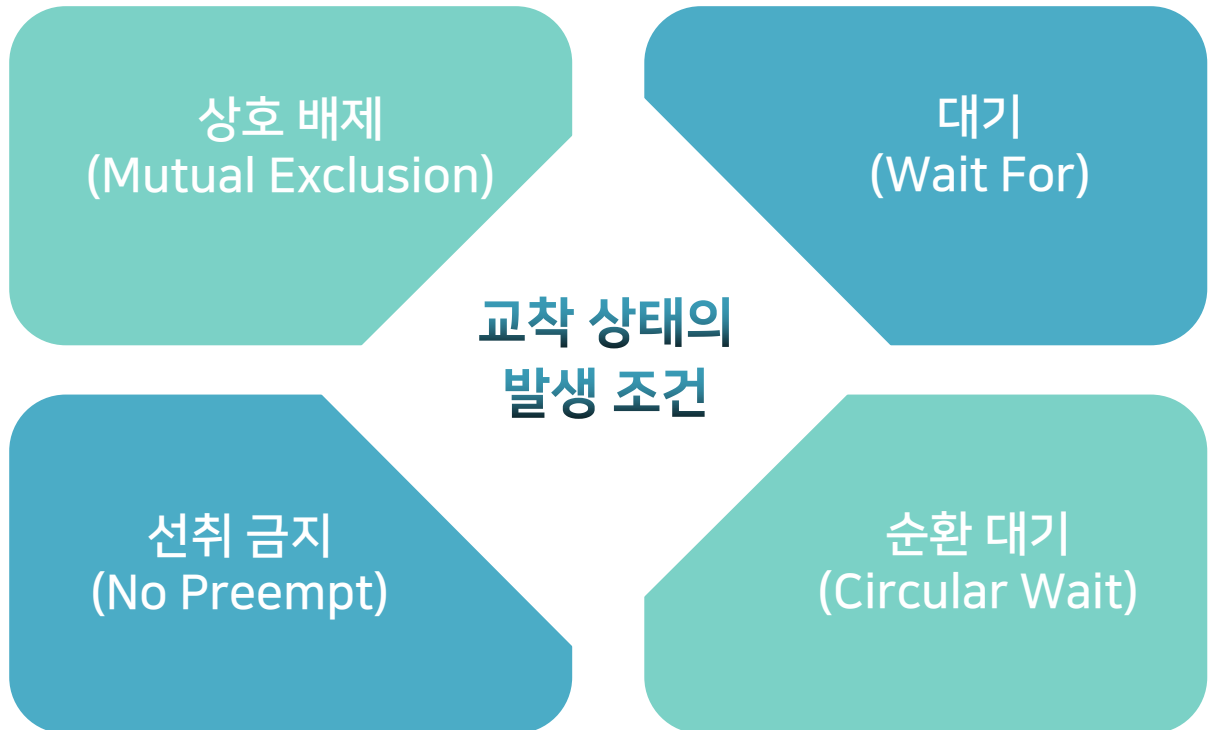 상호 배제
(Mutual Exclusion)
대기
(Wait For)
교착 상태의
발생 조건
선취 금지
(No Preempt)
순환 대기
(Circular Wait)